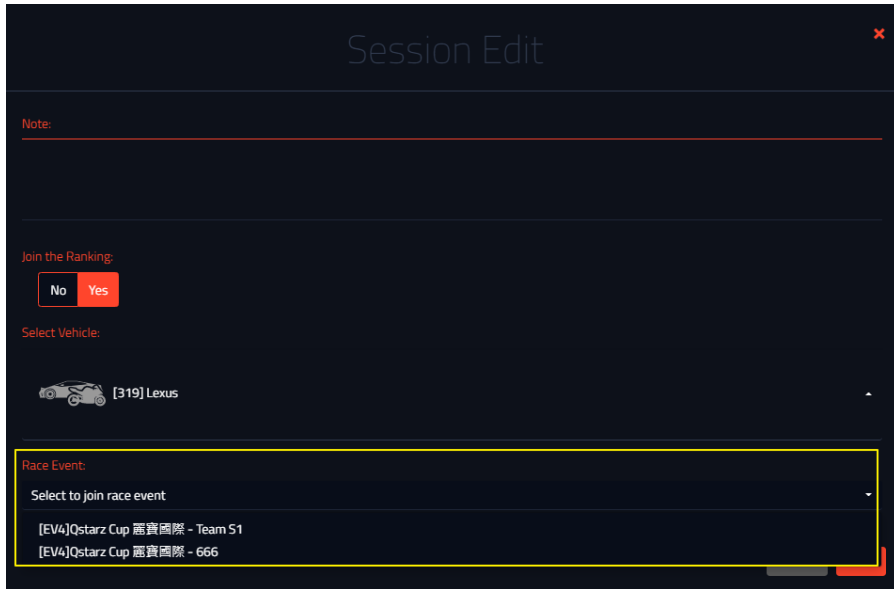 Session Edit
×
Note:
Join the Ranking:
No Yes
Select Vehicle:
[319] Lexus
Race Event:
Select to join race event
[EV4]Qstarz Cup 麗寶國際 - Team S1
[EV4]Qstarz Cup 麗寶國際 - 666